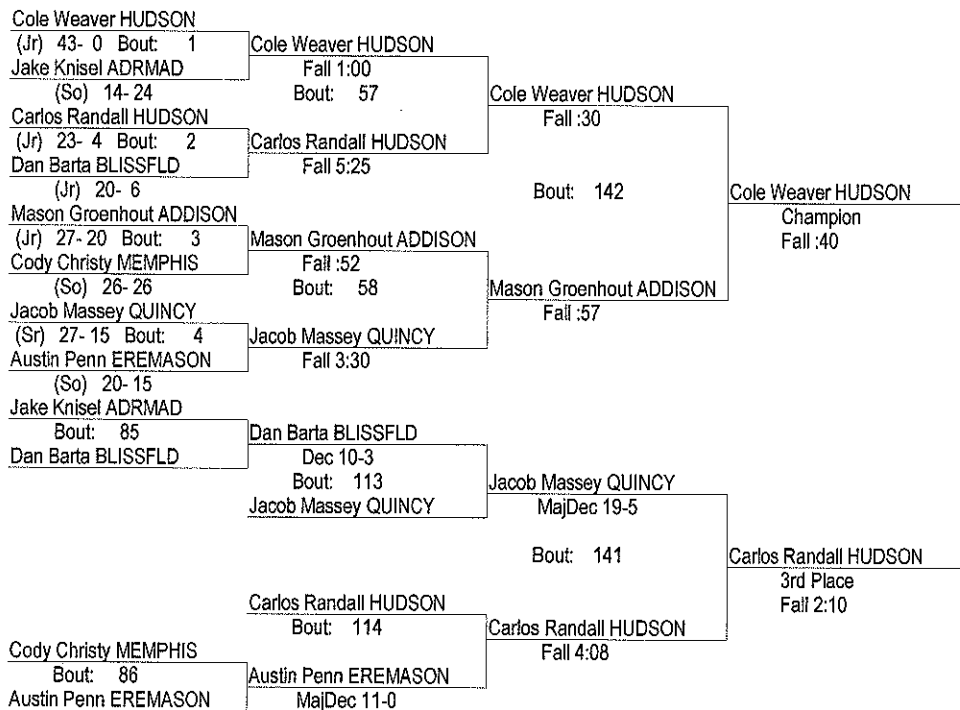 Cole Weaver HUDSON
(Jr) 43- 0 Bout: 1
Jake Knisel ADRMAD
(So) 14- 24
Carlos Randall HUDSON
(Jr) 23- 4 Bout: 2
Dan Barta BLISSFLD
(Jr) 20- 6
Mason Groenhout ADDISON
(Jr) 27- 20 Bout: 3
Cody Christy MEMPHIS
(So) 26- 26
Jacob Massey QUINCY
(Sr) 27- 15 Bout: 4
Austin Penn EREMASON
(So) 20- 15
Jake Knisel ADRMAD
Bout: 85
Dan Barta BLISSFLD
Cody Christy MEMPHIS
Bout: 86
Austin Penn EREMASON
Cole Weaver HUDSON
Fall 1:00
Bout: 57
Carlos Randall HUDSON
Fall 5:25
Mason Groenhout ADDISON
Fall :52
Bout: 58
Jacob Massey QUINCY
Fall 3:30
Dan Barta BLISSFLD
Dec 10-3
Bout: 113
Jacob Massey QUINCY
Carlos Randall HUDSON
Bout: 114
Austin Penn EREMASON
MajDec 11-0
Cole Weaver HUDSON
Fall :30
Bout: 142
Mason Groenhout ADDISON
Fall :57
Jacob Massey QUINCY
MajDec 19-5
Bout: 141
Carlos Randall HUDSON
Fall 4:08
Cole Weaver HUDSON
Champion
Fall :40
Carlos Randall HUDSON
3rd Place
Fall 2:10